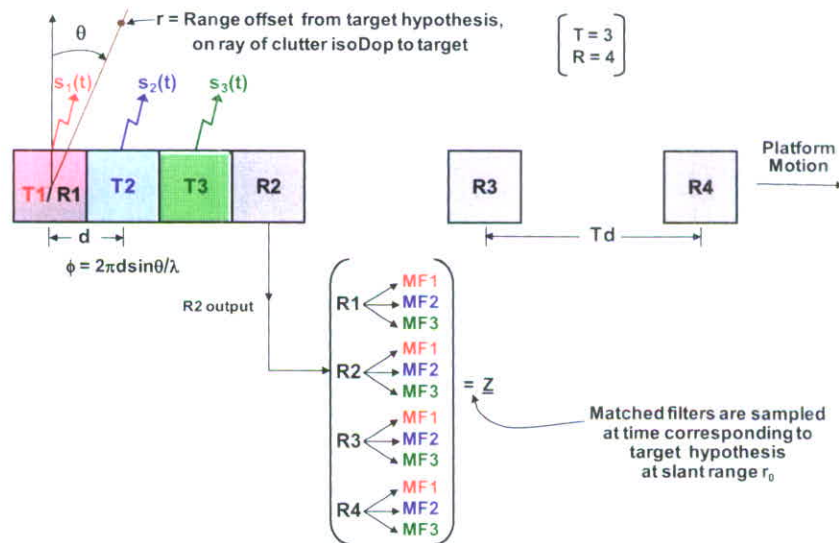 r = Range offset from target hypothesis,
on ray of clutter isoDop to target
T = 3
R = 4
θ
s₁(t)
s₂(t)
s₃(t)
T1/R1
T2
T3
R2
R3
R4
Platform
Motion
d
Td
ϕ = 2πdsinθ/λ
R2 output
R1
MF1
MF2
MF3
R2
MF1
MF2
MF3
R3
MF1
MF2
MF3
R4
MF1
MF2
MF3
= Z
Matched filters are sampled
at time corresponding to
target hypothesis
at slant range r₀